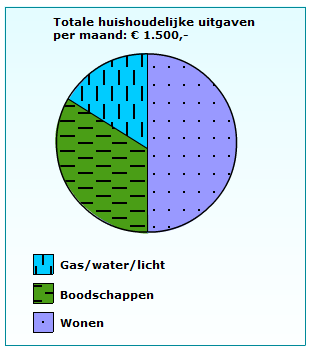 Totale huishoudelijke uitgaven
per maand: € 1.500,-
Gas/water/licht
Boodschappen
Wonen